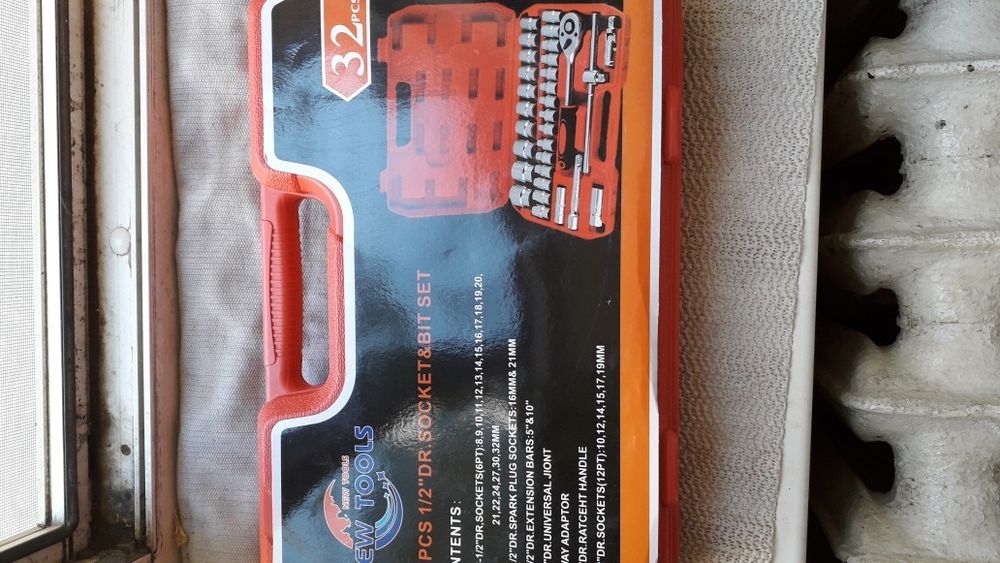 32PCS
NEW TOOLS
EW TOOLS
PCS 1/2"DR.SOCKET&BIT SET
NTENTS:
-1/2"DR.SOCKETS(6PT):8,9,10,11,12,13,14,15,16,17,18,19,20,
21,22,24,27,30,32MM
/2"DR.SPARK PLUG SOCKETS:16MM& 21MM
/2"DR.EXTENSION BARS:5"&10"
"DR.UNIVERSAL JIONT
WAY ADAPTOR
"DR.RATCEHT HANDLE
"DR.SOCKETS(12PT):10,12,14,15,17,19MM